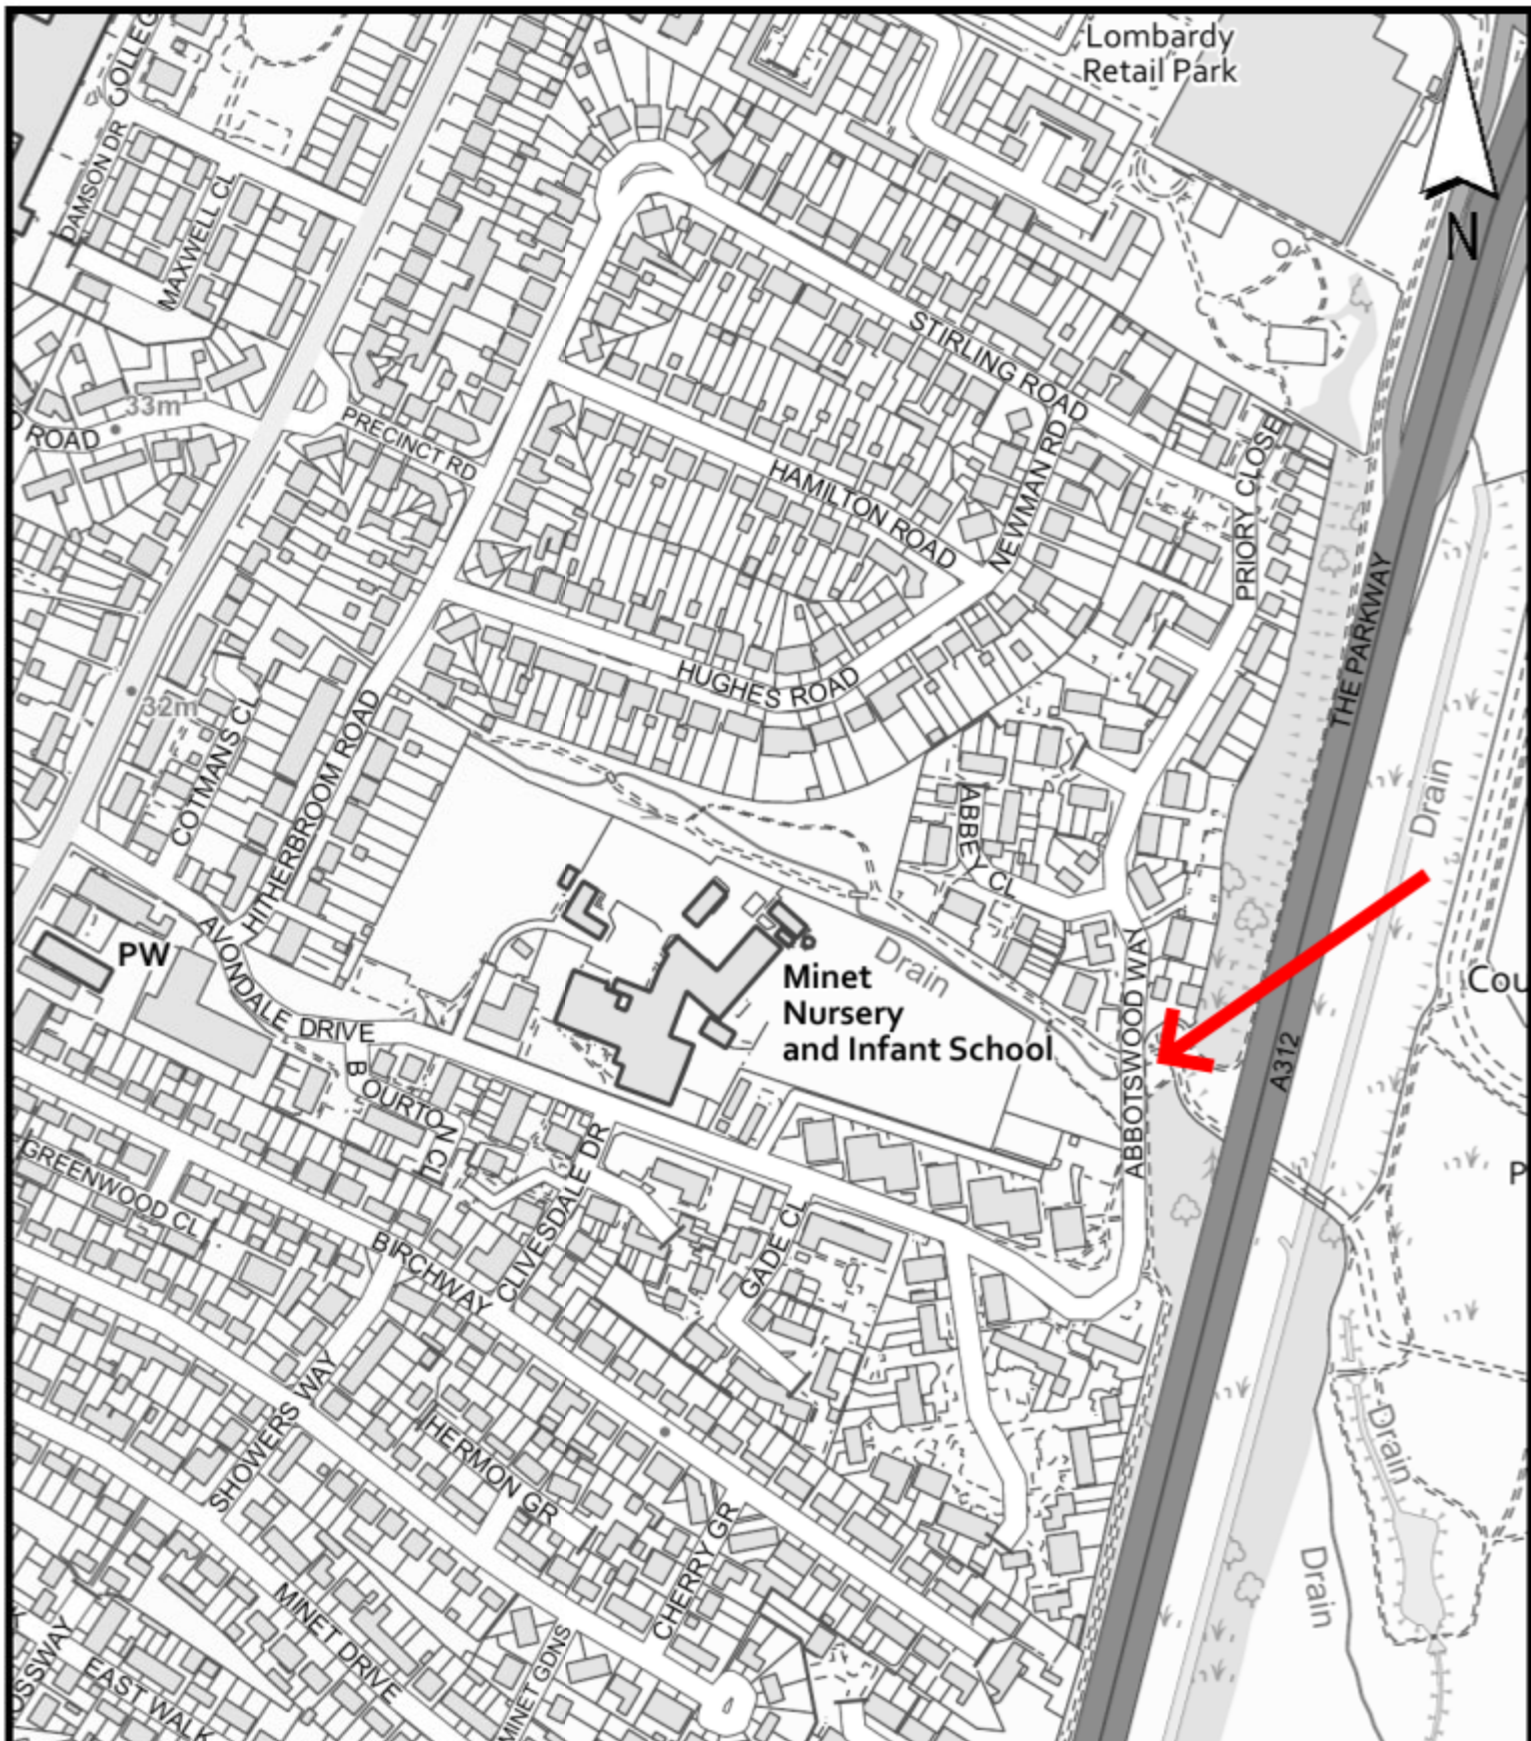 Lombardy
Retail Park
N
DAMSON DR
COLLEG
MAXWELL CL
33m
D ROAD
PRECINCT RD
STIRLING ROAD
HAMILTON ROAD
NEWMAN RD
PRIORY CLOSE
THE PARKWAY
HUGHES ROAD
32m
COTMANS CL
HITHERBROOM ROAD
ABBEY CL
Drain
PW
AVONDALE DRIVE
Minet
Nursery
and Infant School
Drain
ABBOTSWOOD WAY
A312
Cou
P
BOURTON CL
GREENWOOD CL
BIRCHWAY
CLIVESDALE DR
GADE CL
SHOWERS WAY
HERMON GR
CHERRY GR
Drain
Drain
MINET DRIVE
MINET GDNS
OSSWAY
EAST WALK
K